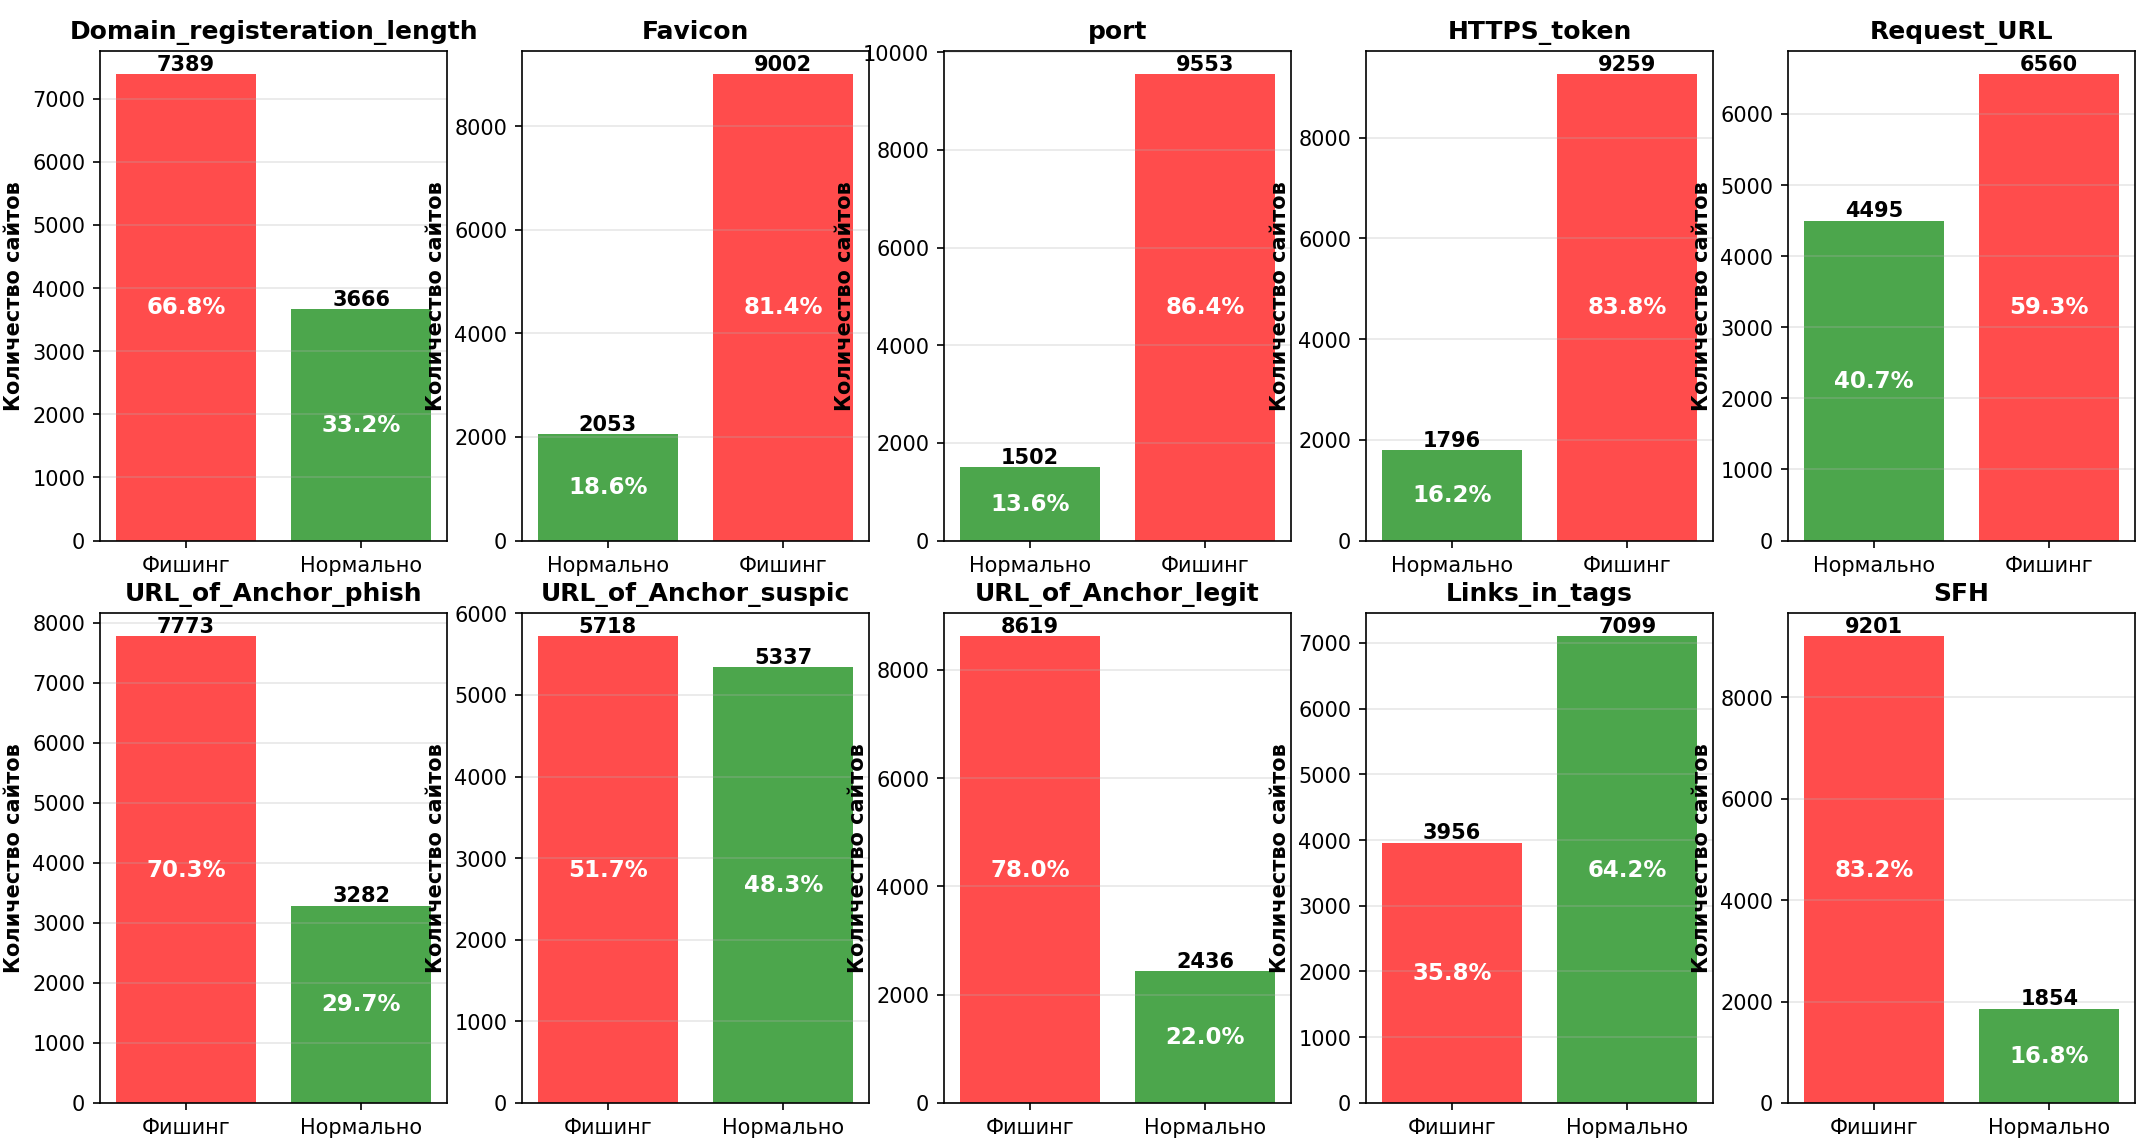 Domain_registeration_length
Количество сайтов
7000
6000
5000
4000
3000
2000
1000
0
7389
66.8%
3666
33.2%
Фишинг
Нормально
Favicon
Количество сайтов
8000
6000
4000
2000
0
2053
18.6%
9002
81.4%
Нормально
Фишинг
port
Количество сайтов
10000
8000
6000
4000
2000
0
1502
13.6%
9553
86.4%
Нормально
Фишинг
HTTPS_token
Количество сайтов
8000
6000
4000
2000
0
1796
16.2%
9259
83.8%
Нормально
Фишинг
Request_URL
Количество сайтов
6000
5000
4000
3000
2000
1000
0
4495
40.7%
6560
59.3%
Нормально
Фишинг
URL_of_Anchor_phish
Количество сайтов
8000
7000
6000
5000
4000
3000
2000
1000
0
7773
70.3%
3282
29.7%
Фишинг
Нормально
URL_of_Anchor_suspic
Количество сайтов
6000
5000
4000
3000
2000
1000
0
5718
51.7%
5337
48.3%
Фишинг
Нормально
URL_of_Anchor_legit
Количество сайтов
8000
6000
4000
2000
0
8619
78.0%
2436
22.0%
Фишинг
Нормально
Links_in_tags
Количество сайтов
7000
6000
5000
4000
3000
2000
1000
0
3956
35.8%
7099
64.2%
Фишинг
Нормально
SFH
Количество сайтов
8000
6000
4000
2000
0
9201
83.2%
1854
16.8%
Фишинг
Нормально